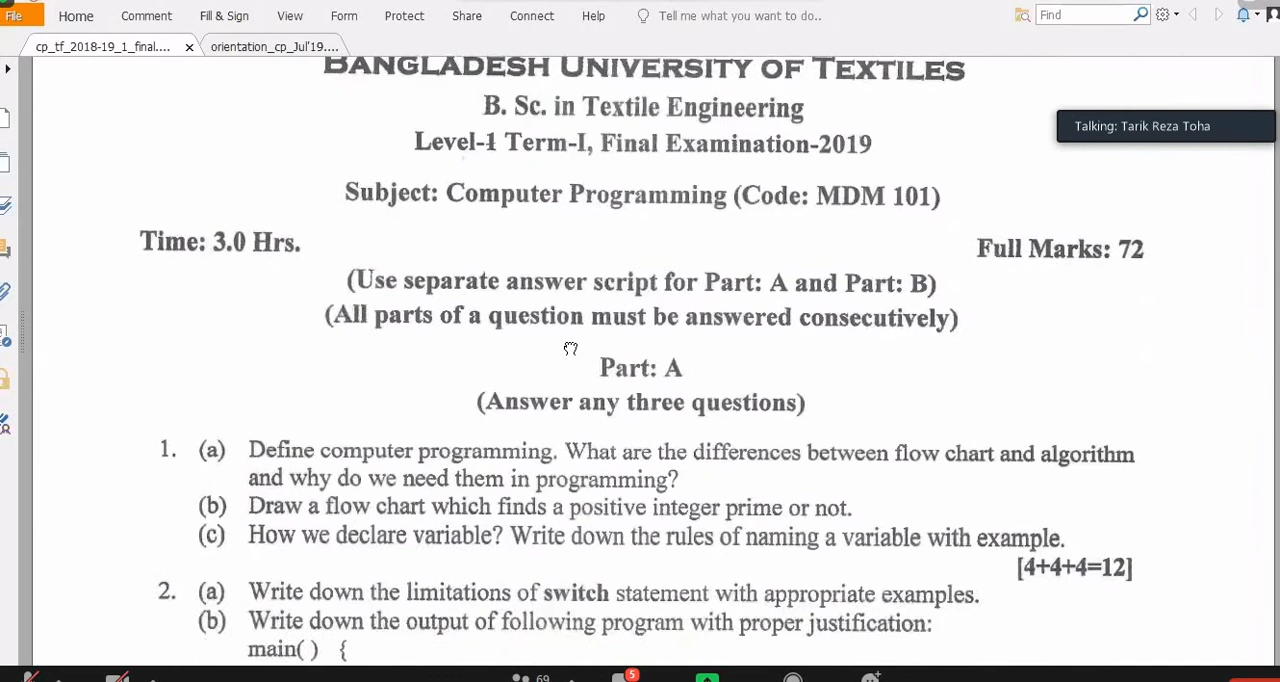 File Home Comment Fill & Sign View Form Protect Share Connect Help Tell me what you want to do.. Find
cp_tf_2018-19_1_final.... × orientation_cp_Jul'19....
BANGLADESH UNIVERSITY OF TEXTILES
B. Sc. in Textile Engineering
Talking: Tarik Reza Toha
Level-1 Term-I, Final Examination-2019
Subject: Computer Programming (Code: MDM 101)
Time: 3.0 Hrs. Full Marks: 72
(Use separate answer script for Part: A and Part: B)
(All parts of a question must be answered consecutively)
Part: A
(Answer any three questions)
1. (a) Define computer programming. What are the differences between flow chart and algorithm
and why do we need them in programming?
(b) Draw a flow chart which finds a positive integer prime or not.
(c) How we declare variable? Write down the rules of naming a variable with example.
[4+4+4=12]
2. (a) Write down the limitations of switch statement with appropriate examples.
(b) Write down the output of following program with proper justification:
main( ) {
69 5